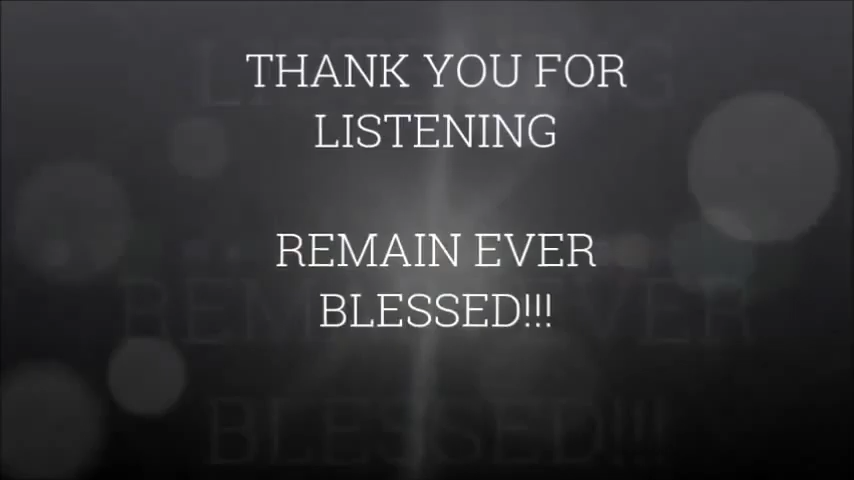 THANK YOU FOR
LISTENING
REMAIN EVER
BLESSED!!!